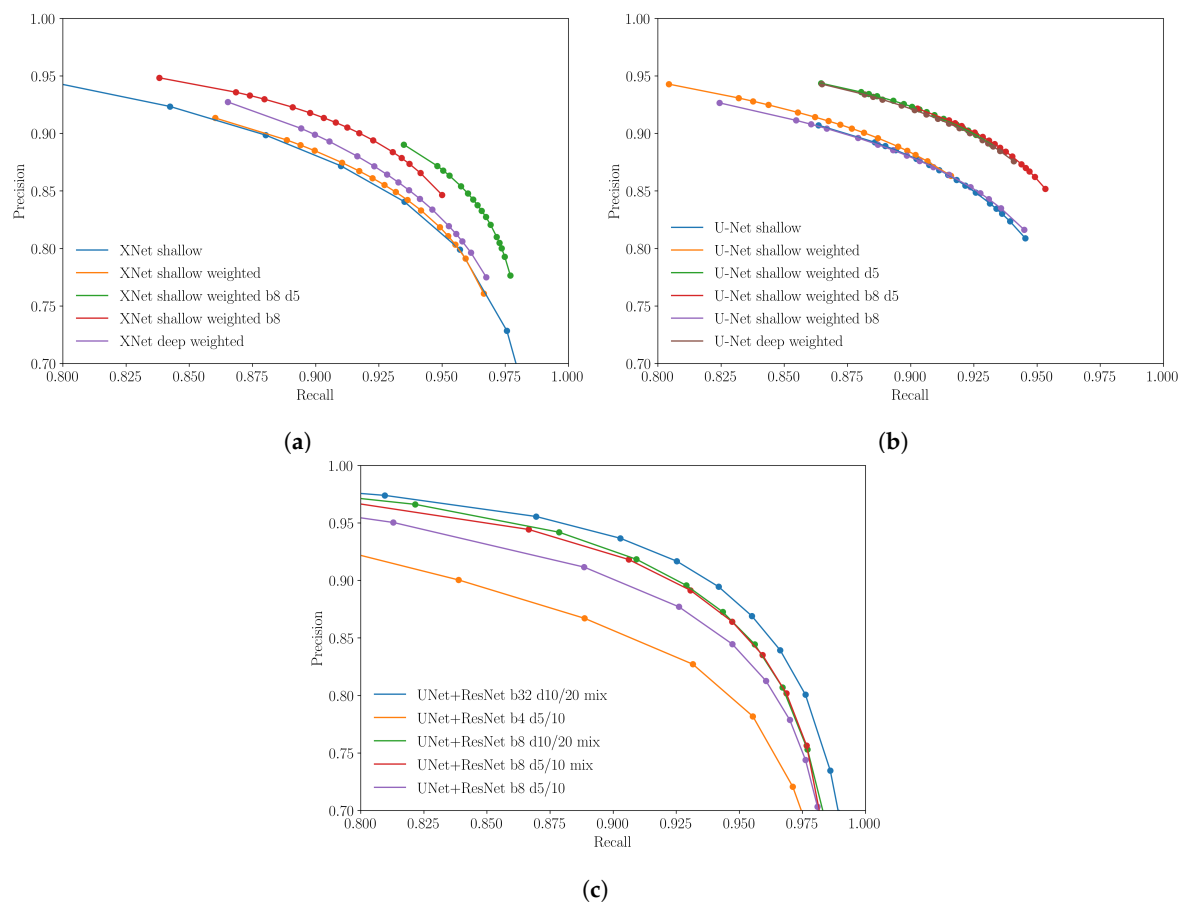 1.00
0.95
0.90
0.85
0.80
0.75
0.70
Precision
XNet shallow
XNet shallow weighted
XNet shallow weighted b8 d5
XNet shallow weighted b8
XNet deep weighted
0.800 0.825 0.850 0.875 0.900 0.925 0.950 0.975 1.000
Recall
(a)
1.00
0.95
0.90
0.85
0.80
0.75
0.70
Precision
U-Net shallow
U-Net shallow weighted
U-Net shallow weighted d5
U-Net shallow weighted b8 d5
U-Net shallow weighted b8
U-Net deep weighted
0.800 0.825 0.850 0.875 0.900 0.925 0.950 0.975 1.000
Recall
(b)
1.00
0.95
0.90
0.85
0.80
0.75
0.70
Precision
UNet+ResNet b32 d10/20 mix
UNet+ResNet b4 d5/10
UNet+ResNet b8 d10/20 mix
UNet+ResNet b8 d5/10 mix
UNet+ResNet b8 d5/10
0.800 0.825 0.850 0.875 0.900 0.925 0.950 0.975 1.000
Recall
(c)